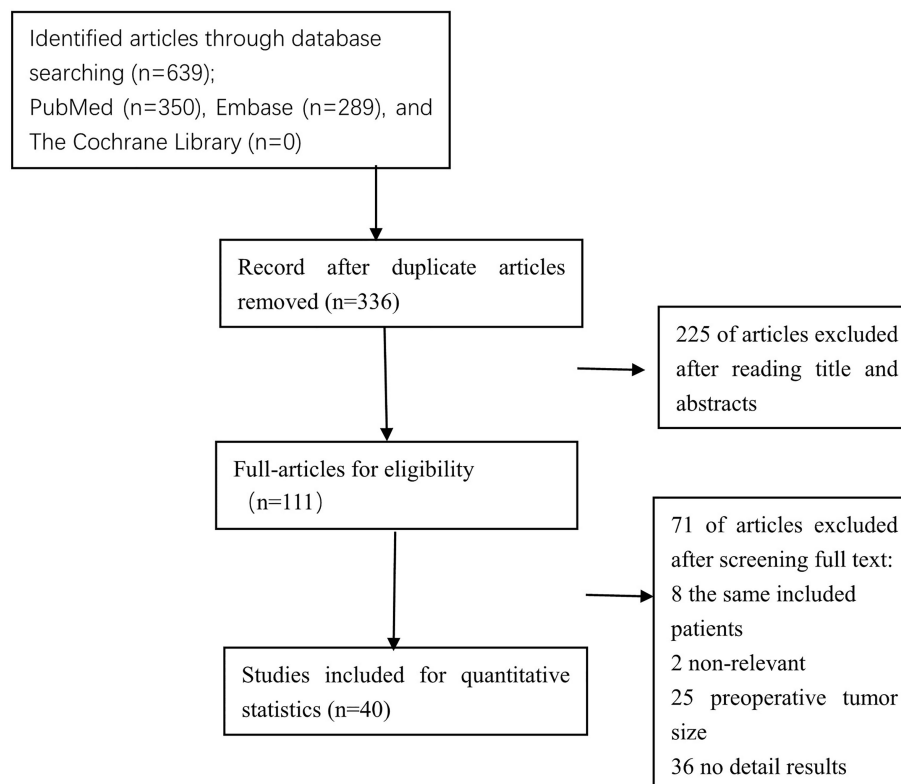 Identified articles through database
searching (n=639);
PubMed (n=350), Embase (n=289), and
The Cochrane Library (n=0)
Record after duplicate articles
removed (n=336)
225 of articles excluded
after reading title and
abstracts
Full-articles for eligibility
（n=111）
71 of articles excluded
after screening full text:
8 the same included
patients
2 non-relevant
25 preoperative tumor
size
36 no detail results
Studies included for quantitative
statistics (n=40)